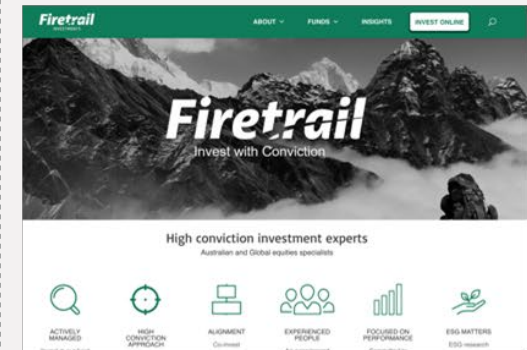 Firetrail
INVESTMENTS
ABOUT
FUNDS
INSIGHTS
INVEST ONLINE
Firetrail
Invest with Conviction
High conviction investment experts
Australian and Global equities specialists
ACTIVELY
MANAGED
HIGH
CONVICTION
APPROACH
ALIGNMENT
Co-invest
EXPERIENCED
PEOPLE
FOCUSED ON
PERFORMANCE
ESG MATTERS
ESG research